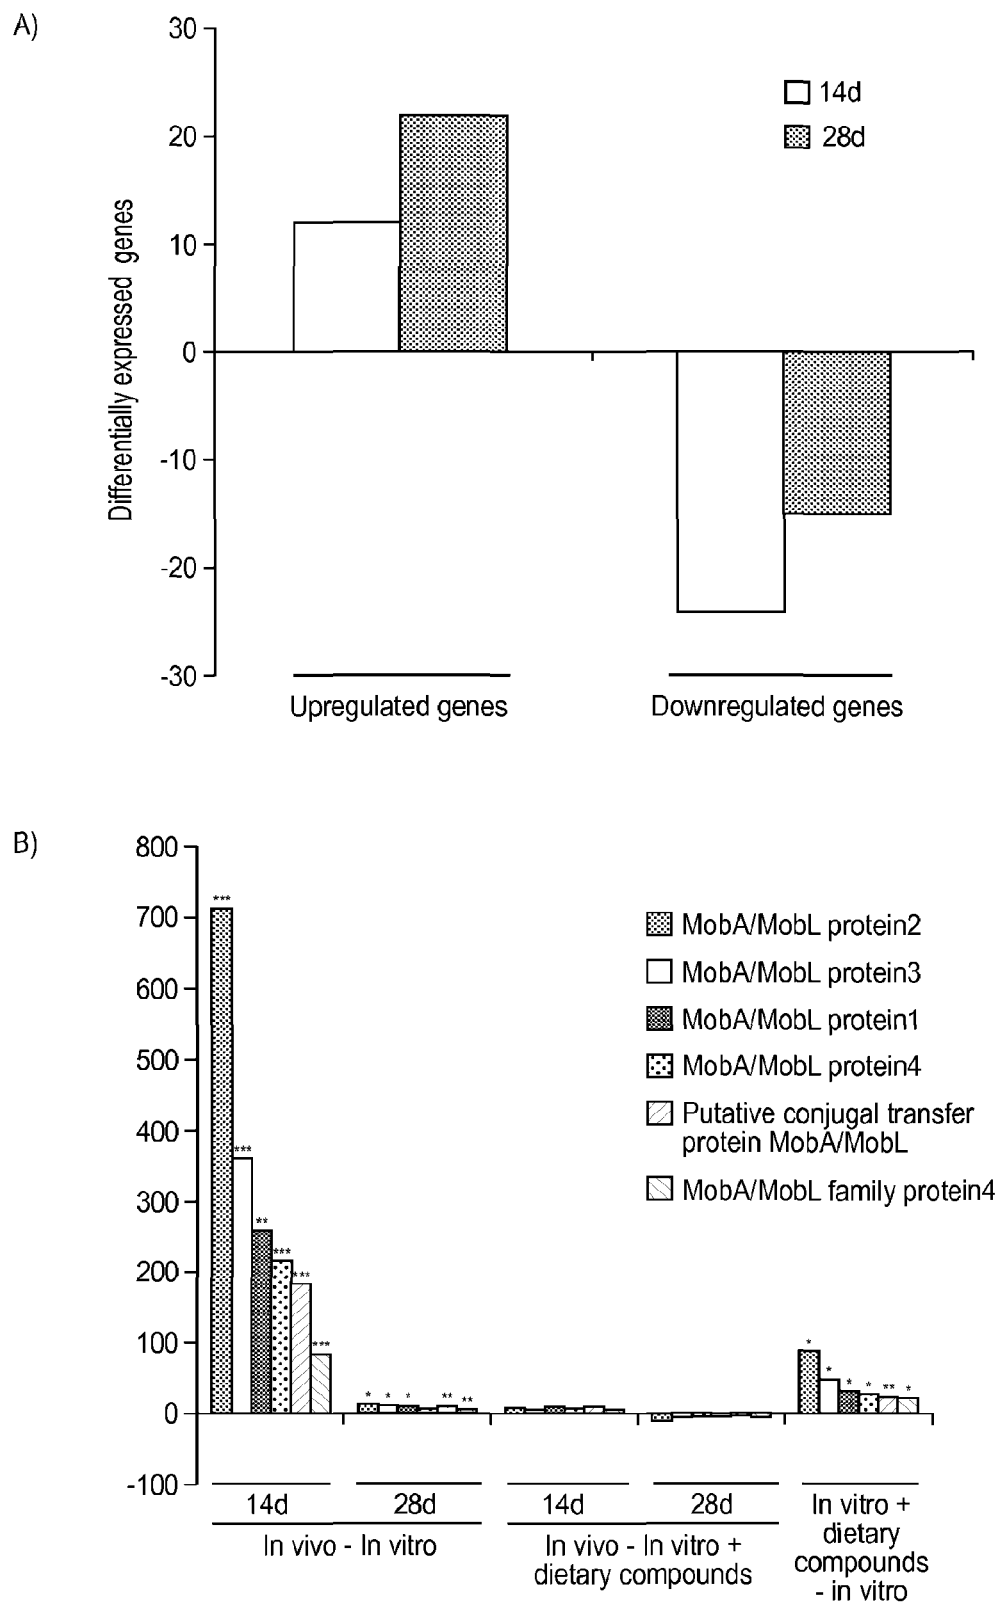 A)
30
20
10
0
-10
-20
-30
Differentially expressed genes
14d
28d
Upregulated genes
Downregulated genes
B)
800
700
600
500
400
300
200
100
0
-100
***
***
**
***
***
***
* * * ** **
* * * * ** *
MobA/MobL protein2
MobA/MobL protein3
MobA/MobL protein1
MobA/MobL protein4
Putative conjugal transfer
protein MobA/MobL
MobA/MobL family protein4
14d
28d
14d
28d
In vivo - In vitro
In vivo - In vitro +
dietary compounds
In vitro +
dietary
compounds
- in vitro